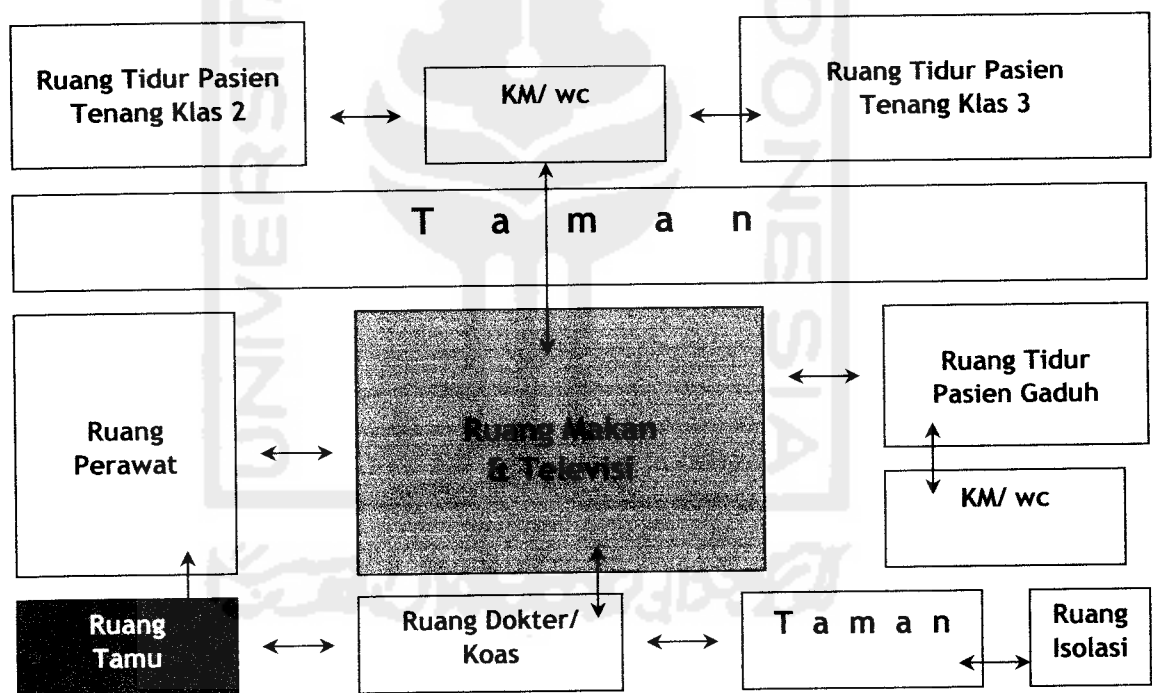 Ruang Tidur Pasien
Tenang Klas 2
KM/ wc
Ruang Tidur Pasien
Tenang Klas 3
T a m a n
Ruang
Perawat
Ruang Makan
& Televisi
Ruang Tidur
Pasien Gaduh
KM/ wc
Ruang
Tamu
Ruang Dokter/
Koas
T a m a n
Ruang
Isolasi